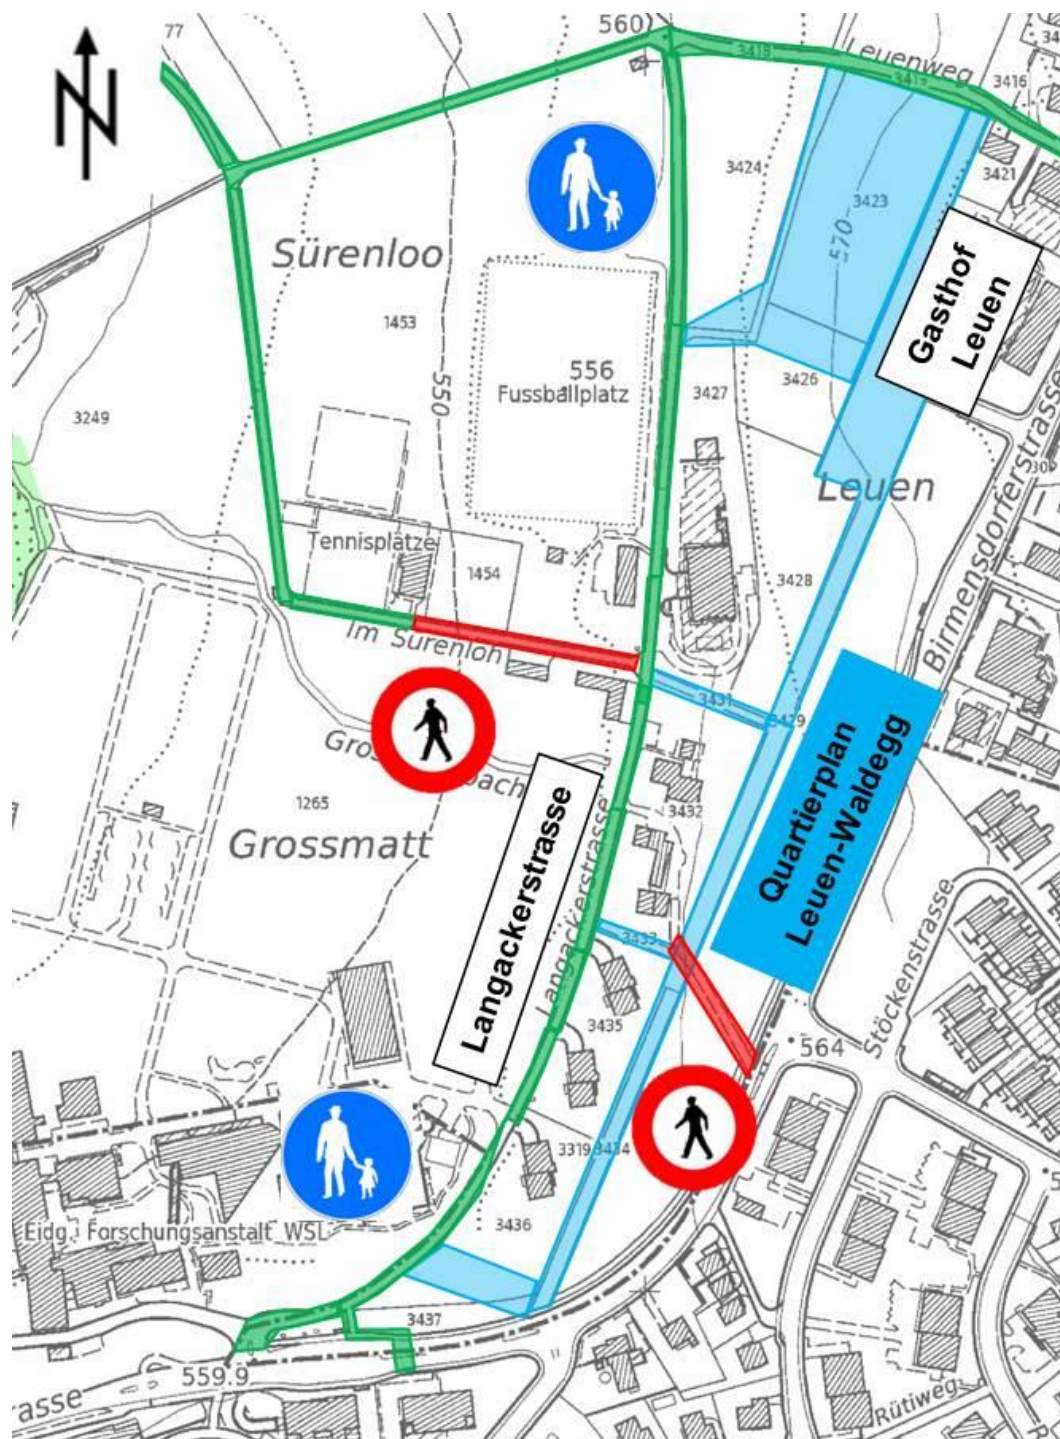 77
560
3418
Leuenweg
3416
3424
3421
3423
570
N
Sürenloo
Gasthof
Leuen
1453
556
Fussballplatz
550
3427
3426
3249
Leuen
Birmensdorferstrasse
Tennisplätze
1454
3428
Im Sürenloh
3431
3429
Quartierplan
Leuen-Waldegg
1265
Grossmatt
Langackerstrasse
3432
3433
Stöckenstrasse
3435
564
3319
3434
3436
Eidg. Forschungsanstalt WSL
3437
559.9
asse
Rütiweg